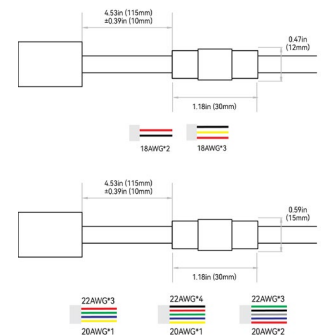 4.53in (115mm)
±0.39in (10mm)
0.47in
(12mm)
1.18in (30mm)
18AWG*2
18AWG*3
4.53in (115mm)
±0.39in (10mm)
0.59in
(15mm)
1.18in (30mm)
22AWG*3
22AWG*4
22AWG*3
20AWG*1
20AWG*1
20AWG*2